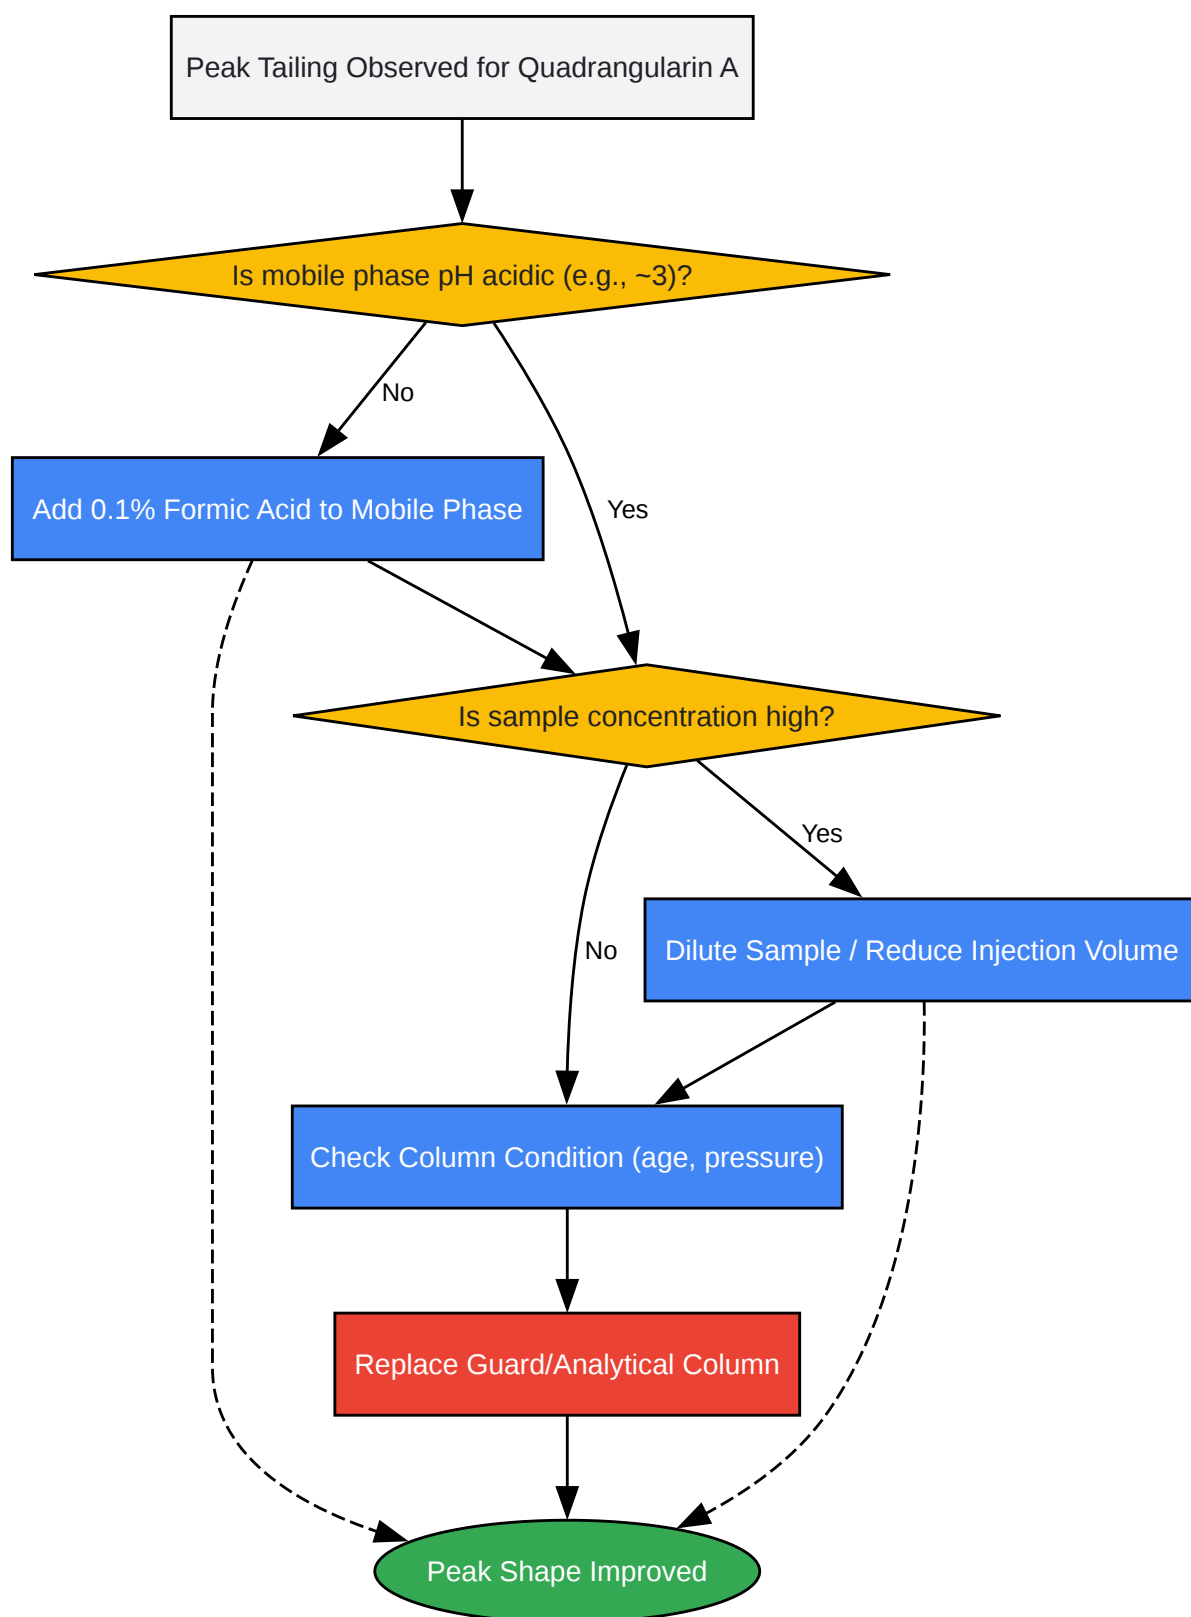 Peak Tailing Observed for Quadrangularin A
Is mobile phase pH acidic (e.g., ~3)?
No
Add 0.1% Formic Acid to Mobile Phase
Yes
Is sample concentration high?
Yes
No
Dilute Sample / Reduce Injection Volume
Check Column Condition (age, pressure)
Replace Guard/Analytical Column
Peak Shape Improved